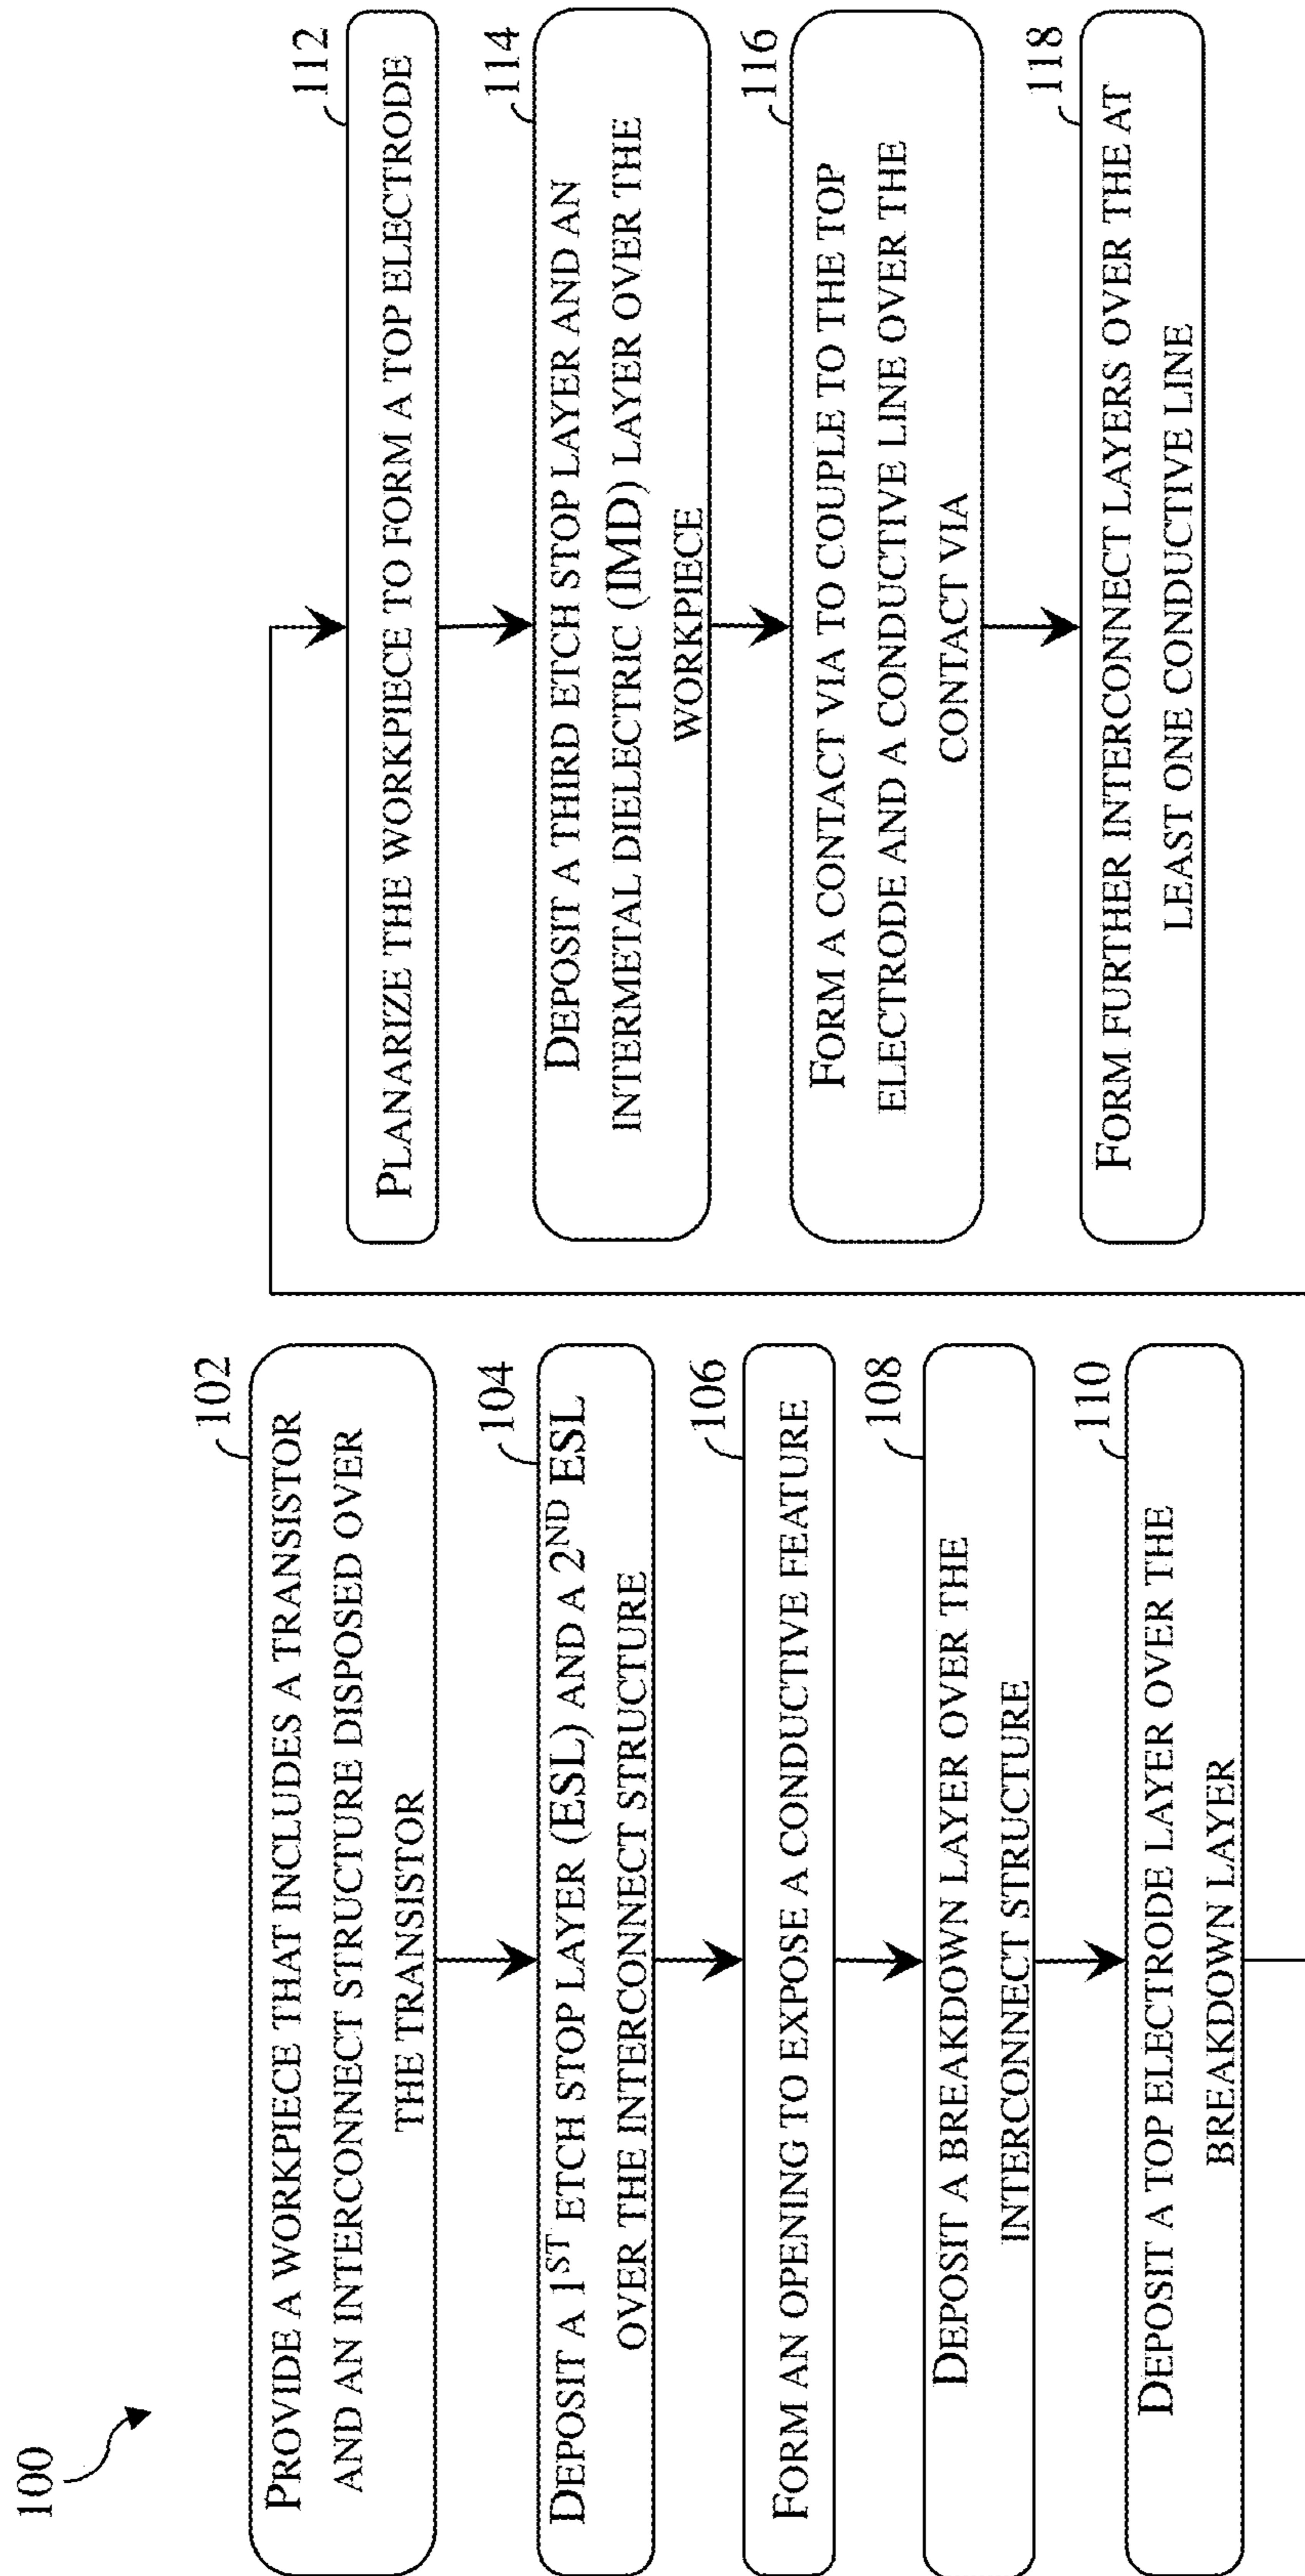 100
102
PROVIDE A WORKPIECE THAT INCLUDES A TRANSISTOR
AND AN INTERCONNECT STRUCTURE DISPOSED OVER
THE TRANSISTOR
104
DEPOSIT A 1ST ETCH STOP LAYER (ESL) AND A 2ND ESL
OVER THE INTERCONNECT STRUCTURE
106
FORM AN OPENING TO EXPOSE A CONDUCTIVE FEATURE
108
DEPOSIT A BREAKDOWN LAYER OVER THE
INTERCONNECT STRUCTURE
110
DEPOSIT A TOP ELECTRODE LAYER OVER THE
BREAKDOWN LAYER
112
PLANARIZE THE WORKPIECE TO FORM A TOP ELECTRODE
114
DEPOSIT A THIRD ETCH STOP LAYER AND AN
INTERMETAL DIELECTRIC (IMD) LAYER OVER THE
WORKPIECE
116
FORM A CONTACT VIA TO COUPLE TO THE TOP
ELECTRODE AND A CONDUCTIVE LINE OVER THE
CONTACT VIA
118
FORM FURTHER INTERCONNECT LAYERS OVER THE AT
LEAST ONE CONDUCTIVE LINE